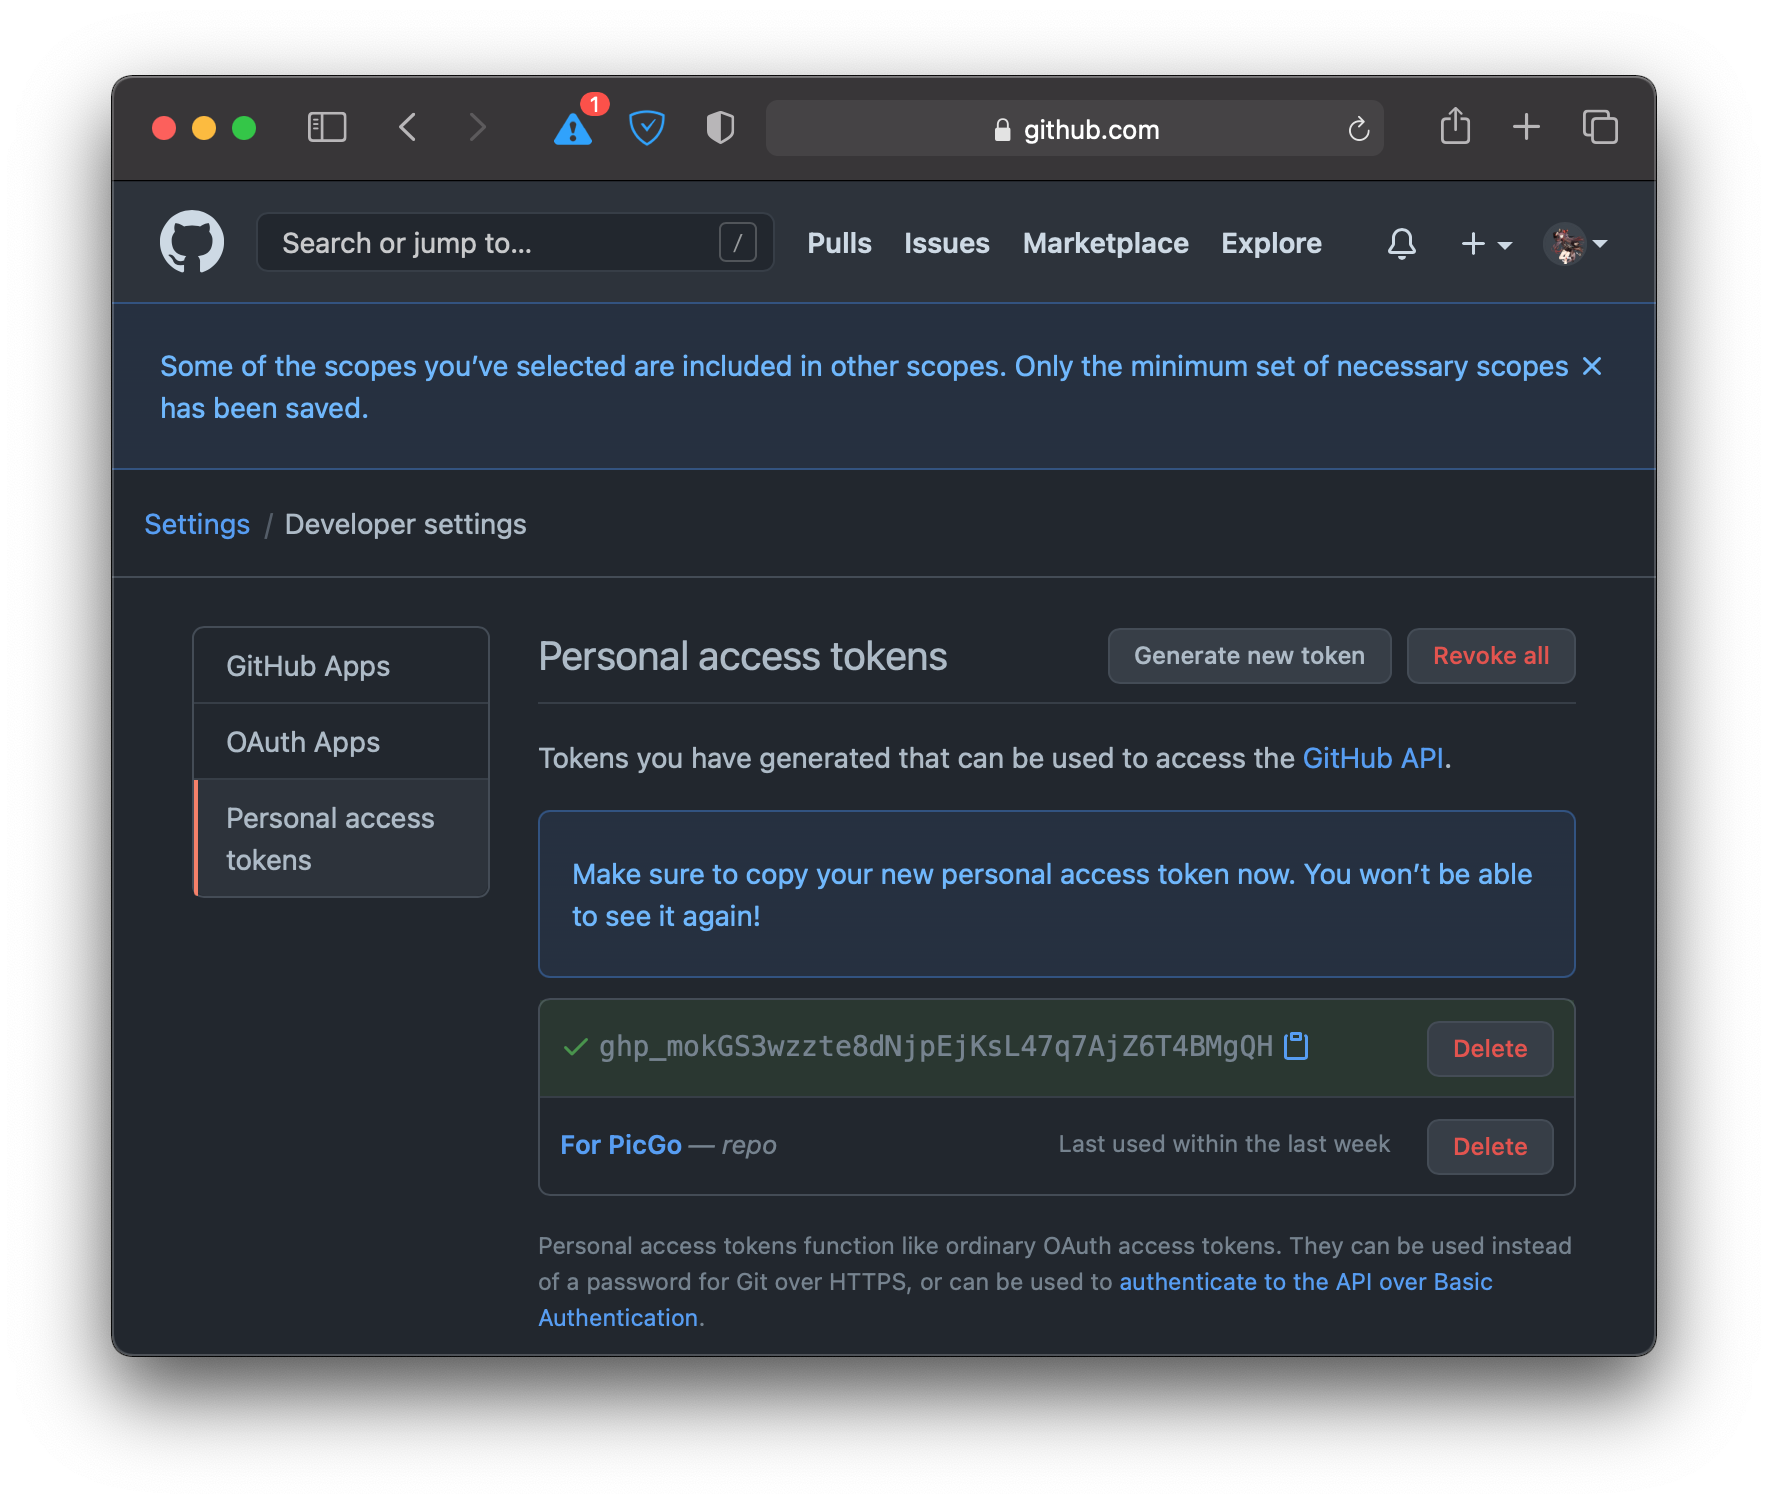 1
github.com
Search or jump to...
/
Pulls
Issues
Marketplace
Explore
Some of the scopes you’ve selected are included in other scopes. Only the minimum set of necessary scopes
has been saved.
Settings / Developer settings
GitHub Apps
OAuth Apps
Personal access
tokens
Personal access tokens
Generate new token
Revoke all
Tokens you have generated that can be used to access the GitHub API.
Make sure to copy your new personal access token now. You won’t be able
to see it again!
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
Delete
For PicGo — repo
Last used within the last week
Delete
Personal access tokens function like ordinary OAuth access tokens. They can be used instead
of a password for Git over HTTPS, or can be used to authenticate to the API over Basic
Authentication.